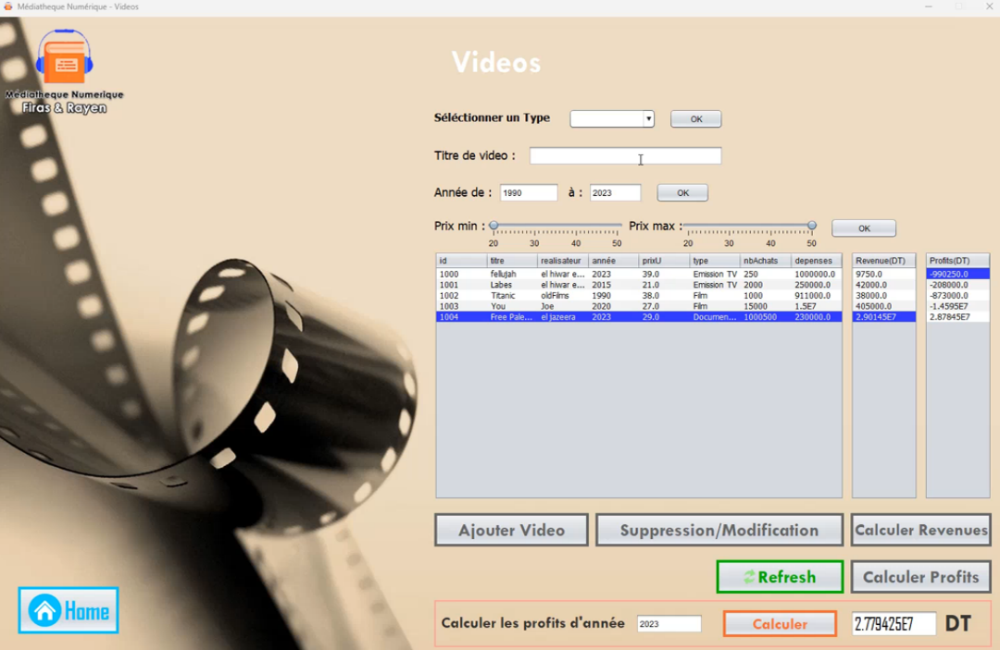 Médiatheque Numérique - Videos
Médiatheque Numerique
Firas & Rayen
Videos
Séléctionner un Type OK
Titre de video :
Année de : 1990 à : 2023 OK
Prix min : Prix max : OK
20 30 40 50 20 30 40 50
id titre realisateur année prixU type nbAchats depenses Revenue(DT) Profits(DT)
1000 fellujah el hiwar e... 2023 39.0 Emission TV 250 1000000.0 9750.0 -990250.0
1001 Labes el hiwar e... 2015 21.0 Emission TV 2000 250000.0 42000.0 -208000.0
1002 Titanic oldFilms 1990 38.0 Film 1000 911000.0 38000.0 -873000.0
1003 You Joe 2020 27.0 Film 15000 1.5E7 405000.0 -1.4595E7
1004 Free Pale... el jazeera 2023 29.0 Documen... 1000500 230000.0 2.90145E7 2.87845E7
Ajouter Video Suppression/Modification Calculer Revenues
Refresh Calculer Profits
Home
Calculer les profits d'année 2023 Calculer 2.779425E7 DT